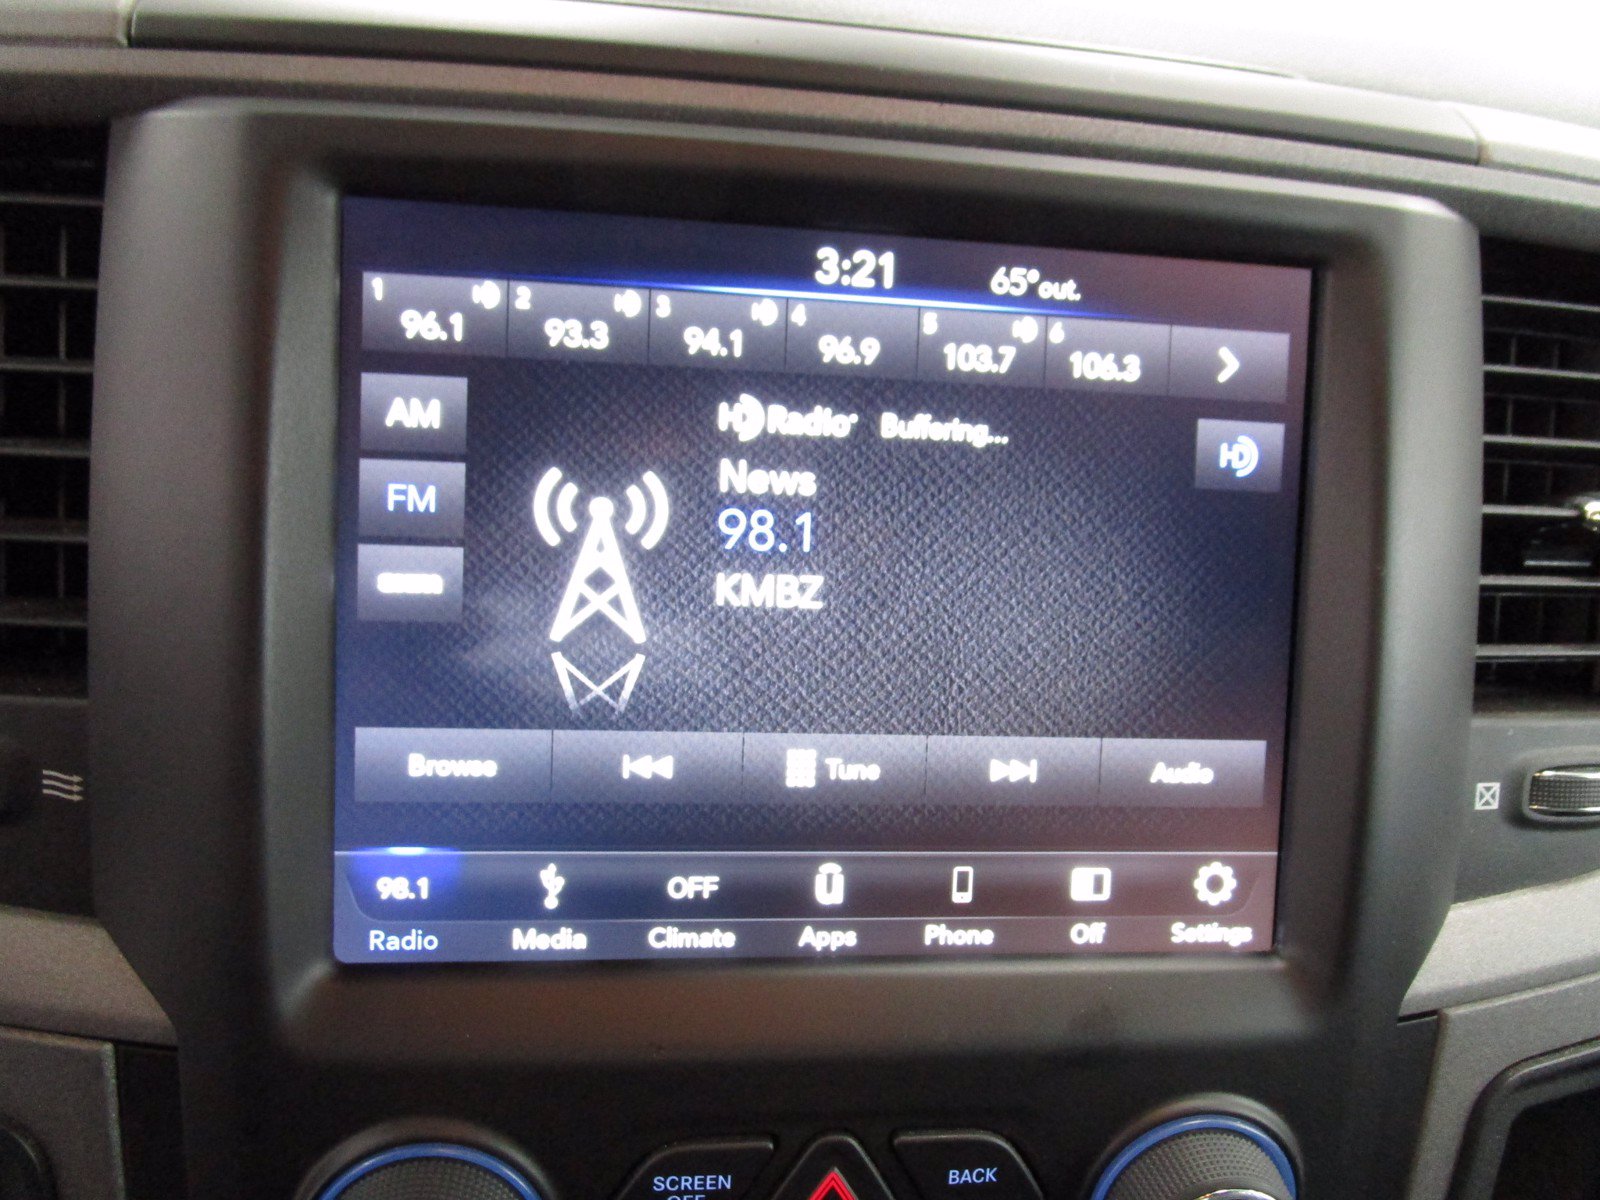 3:21 65° out.
1 2 3 4 5 6
96.1 93.3 94.1 96.9 103.7 106.3
AM HD Radio Buffering... HD
News
FM 98.1
KMBZ
Browse Tune Audio
98.1 OFF
Radio Media Climate Apps Phone Off Settings
SCREEN BACK
OFF